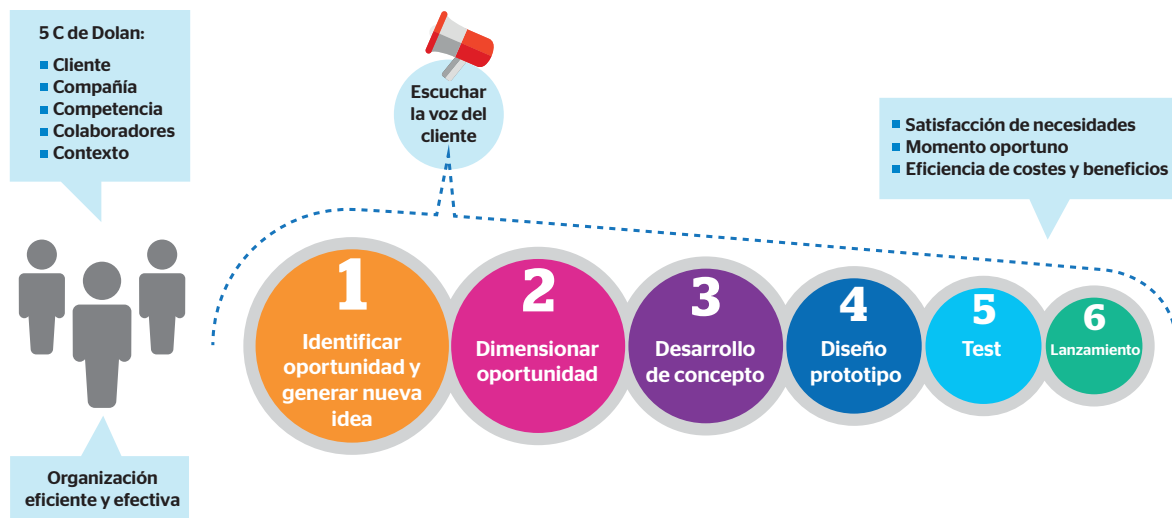 5 C de Dolan:
Cliente
Compañía
Competencia
Colaboradores
Contexto
Organización
eficiente y efectiva
Escuchar
la voz del
cliente
Satisfacción de necesidades
Momento oportuno
Eficiencia de costes y beneficios
1
Identificar
oportunidad y
generar nueva
idea
2
Dimensionar
oportunidad
3
Desarrollo
de concepto
4
Diseño
prototipo
5
Test
6
Lanzamiento